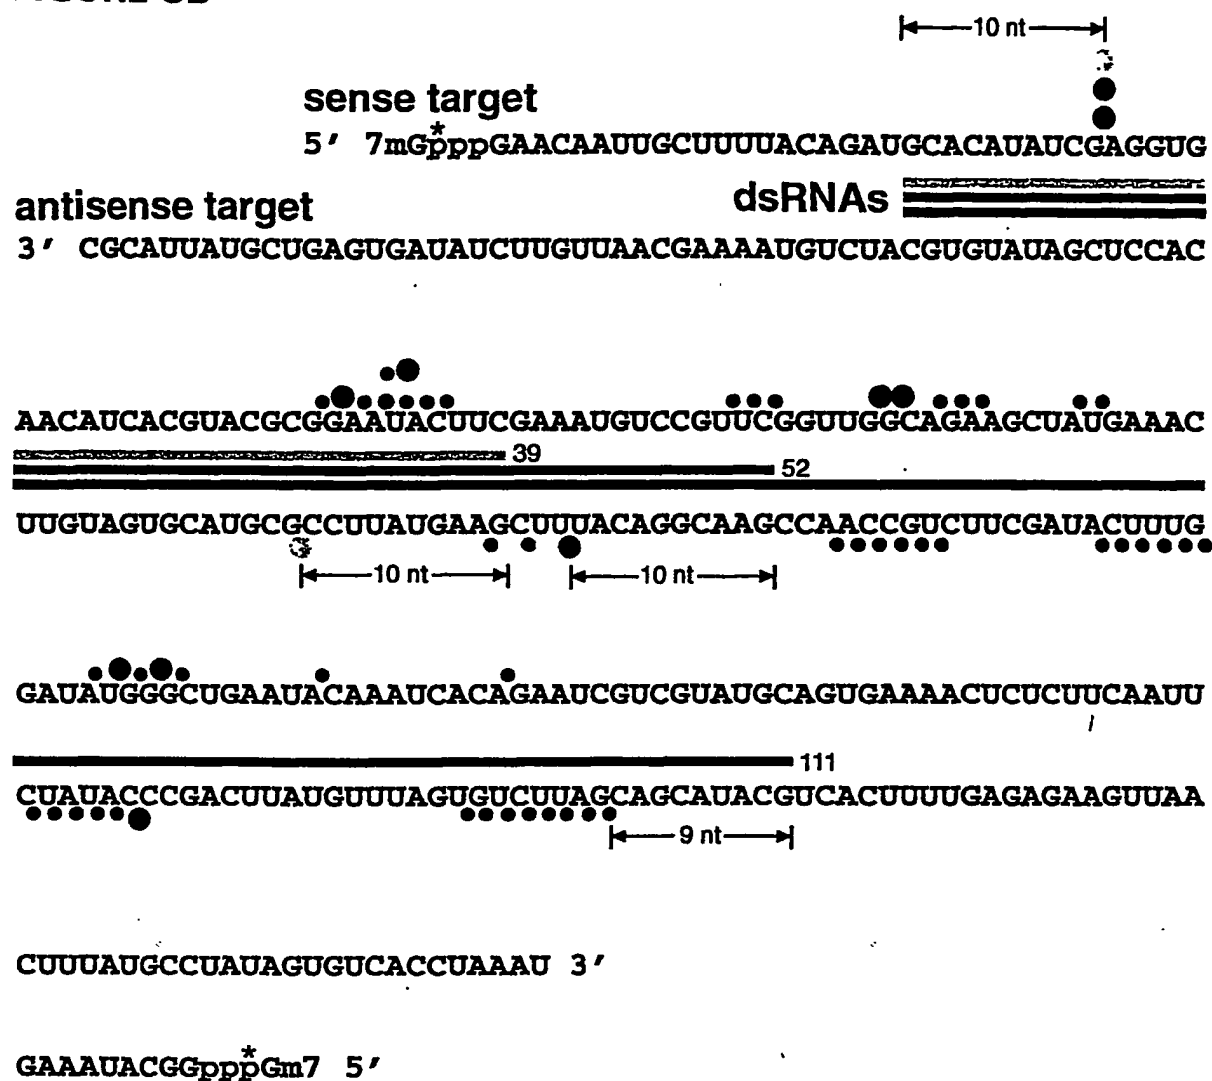 10 nt
sense target
5′ 7mGpppGAACAAUUGCUUUUACAGAUGCACAUAUCGAGGUG
*
dsRNAs
antisense target
3′ CGCAUUAUGCUGAGUGAUAUCUUGUUAACGAAAAUGUCUACGUGUAUAGCUCCAC
AACAUCACGUACGCGGAAUACUUCGAAAUGUCCGUUCGGUUGGCAGAAGCUAUGAAAC
39
52
UUGUAGUGCAUGCGCCUUAUGAAGCUUUACAGGCAAGCCAACCGUCUUCGAUACUUUG
10 nt
10 nt
GAUAUGGGCUGAAUACAAAUCACAGAAUCGUCGUAUGCAGUGAAAACUCUCUUCAAUU
111
CUAUACCCGACUUAUGUUUAGUGUCUUAGCAGCAUACGUCACUUUUGAGAGAAGUUAA
9 nt
CUUUAUGCCUAUAGUGUCACCUAAAU 3′
*
GAAAUACGGpppGm7 5′